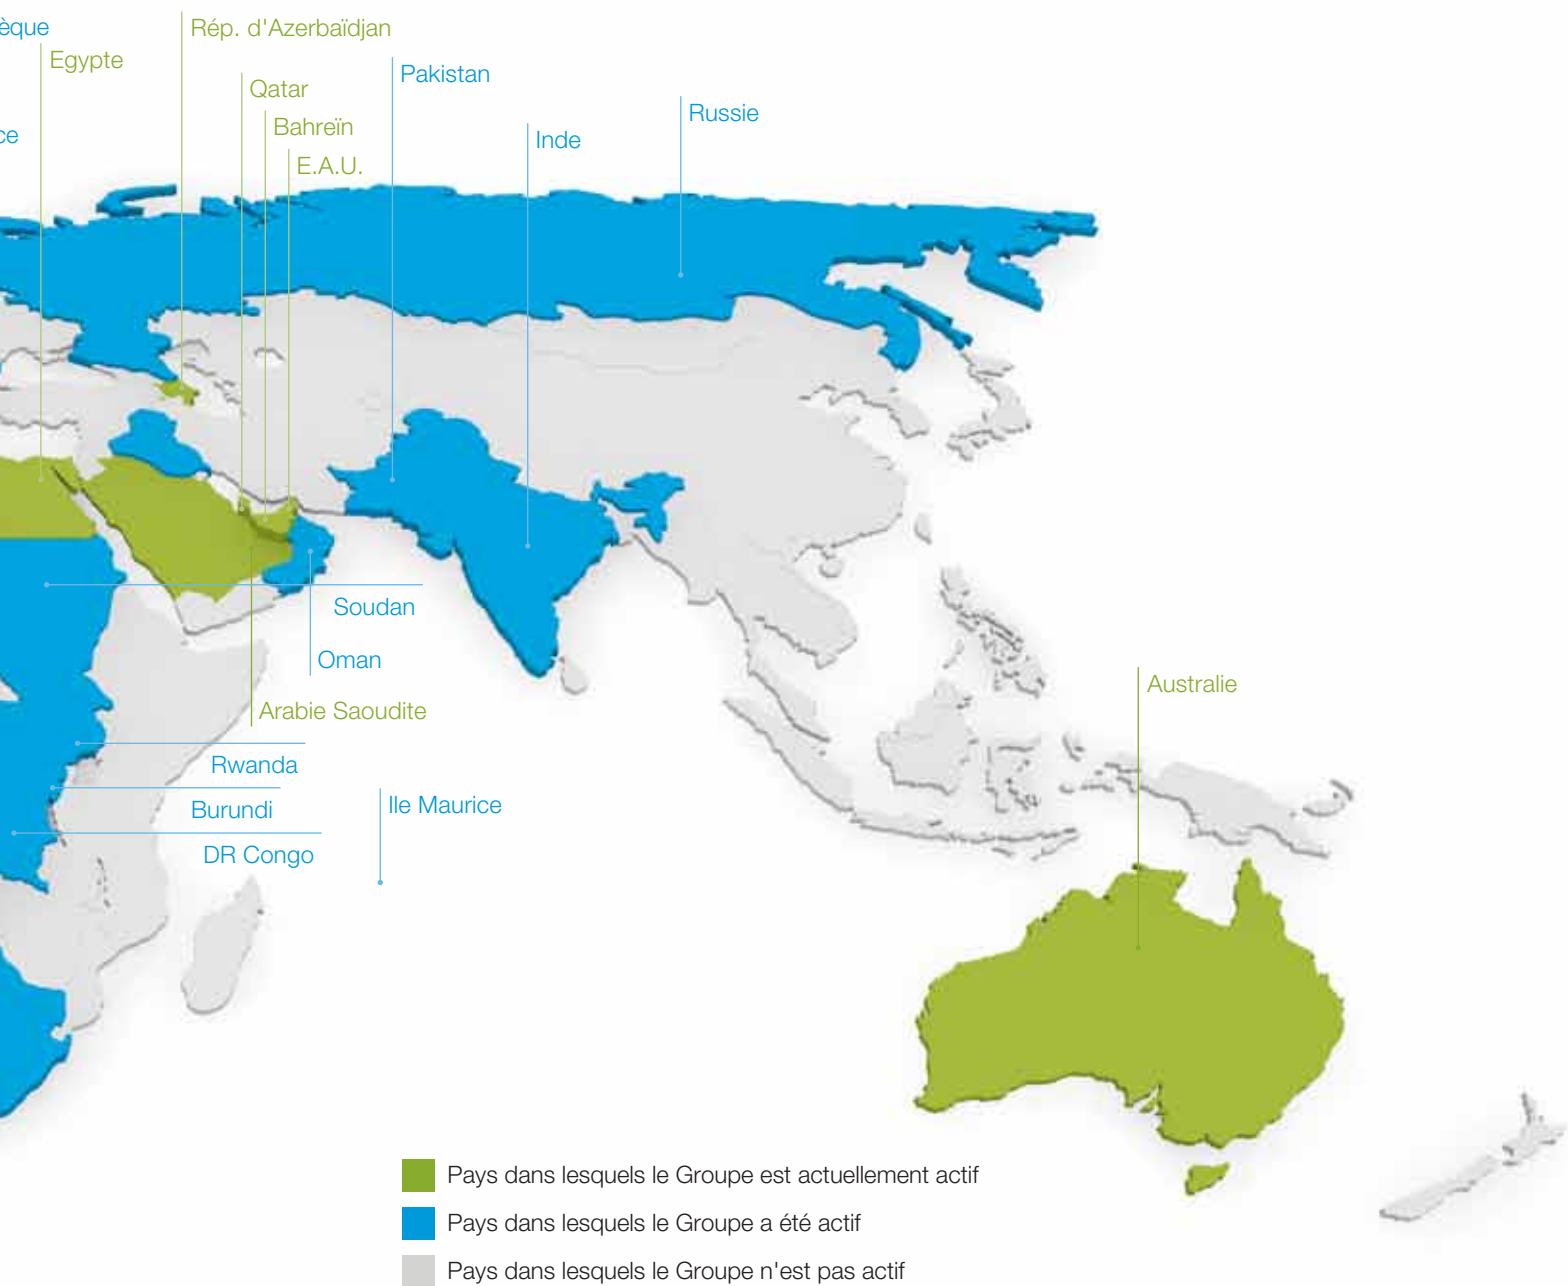 èque
Rép. d'Azerbaïdjan
Egypte
Pakistan
Qatar
Russie
Bahreïn
ce
Inde
E.A.U.
Soudan
Oman
Australie
Arabie Saoudite
Rwanda
Ile Maurice
Burundi
DR Congo
Pays dans lesquels le Groupe est actuellement actif
Pays dans lesquels le Groupe a été actif
Pays dans lesquels le Groupe n'est pas actif